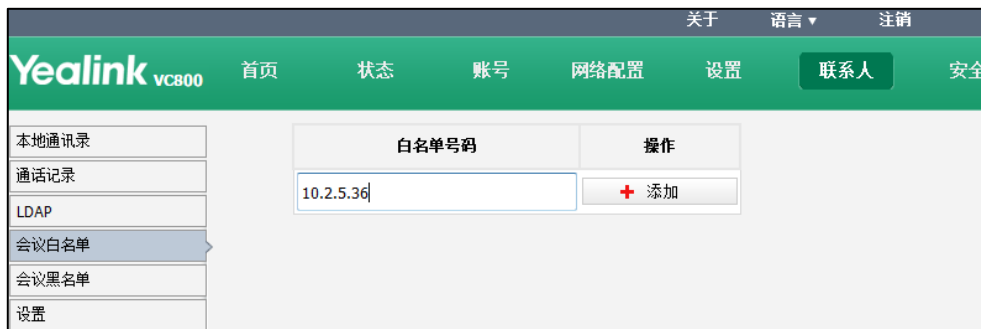 关于 语言 ▼ 注销
Yealink VC800 首页 状态 账号 网络配置 设置 联系人 安全
本地通讯录
通话记录
LDAP
会议白名单
会议黑名单
设置
白名单号码 操作
10.2.5.36 添加